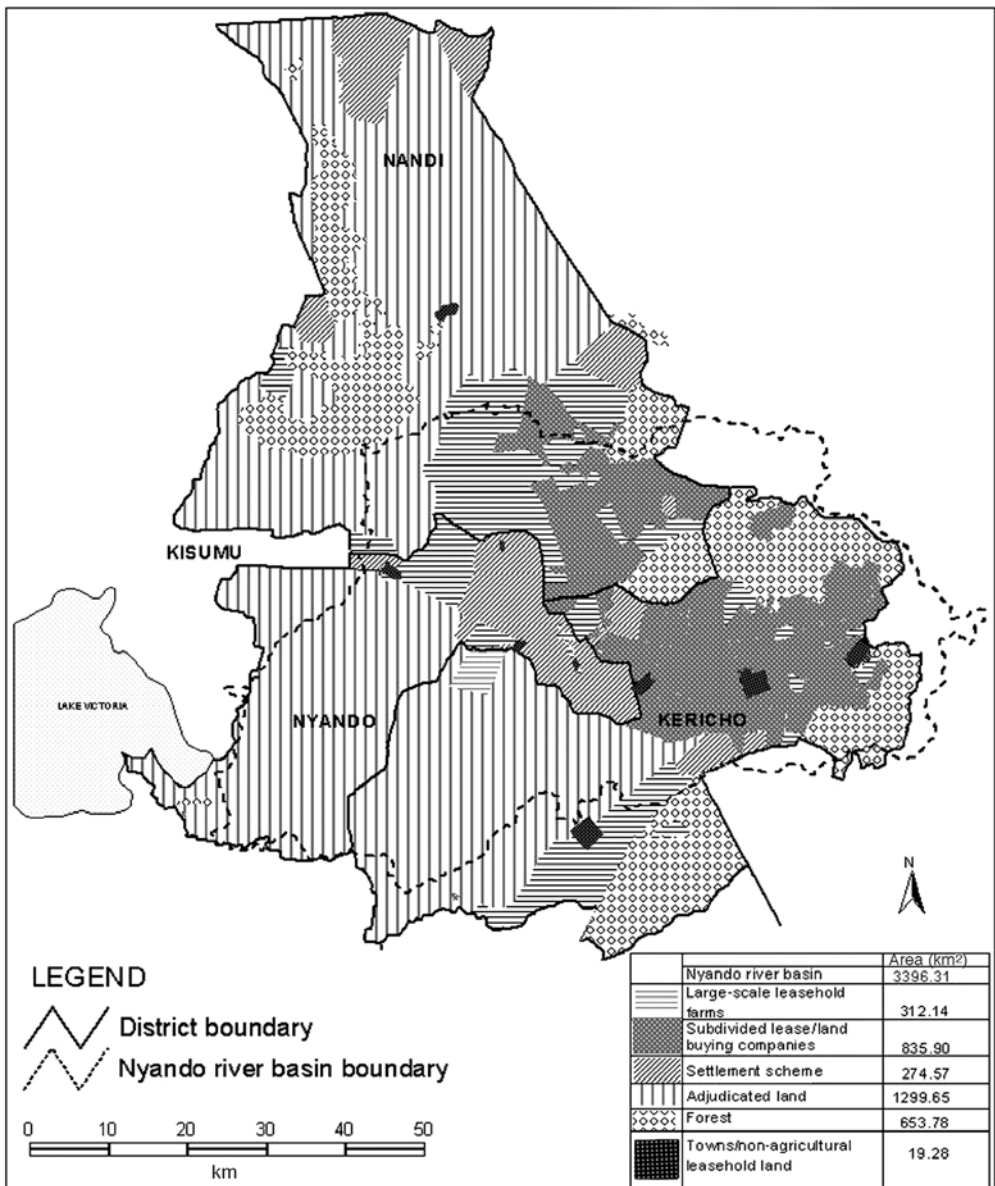 NANDI
KISUMU
LAKE VICTORIA
NYANDO
KERICHO
N
LEGEND
District boundary
Nyando river basin boundary
0 10 20 30 40 50
km
Area (km²)
Nyando river basin 3396.31
Large-scale leasehold
farms 312.14
Subdivided lease/land
buying companies 835.90
Settlement scheme 274.57
Adjudicated land 1299.65
Forest 653.78
Towns/non-agricultural
leasehold land 19.28